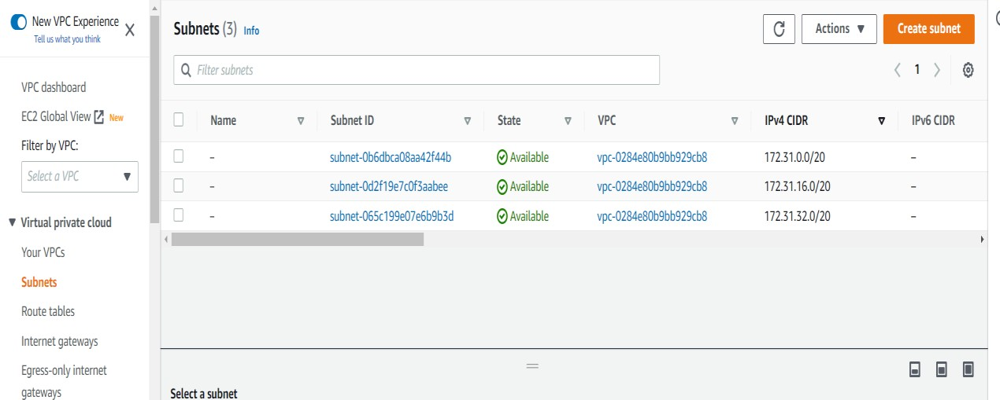 New VPC Experience
Tell us what you think
VPC dashboard
EC2 Global View New
Filter by VPC:
Select a VPC
Virtual private cloud
Your VPCs
Subnets
Route tables
Internet gateways
Egress-only internet
gateways
Subnets (3) Info
Actions
Create subnet
Filter subnets
1
Name Subnet ID State VPC IPv4 CIDR IPv6 CIDR
– subnet-0b6dbca08aa42f44b Available vpc-0284e80b9bb929cb8 172.31.0.0/20 –
– subnet-0d2f19e7c0f3aabee Available vpc-0284e80b9bb929cb8 172.31.16.0/20 –
– subnet-065c199e07e6b9b3d Available vpc-0284e80b9bb929cb8 172.31.32.0/20 –
Select a subnet